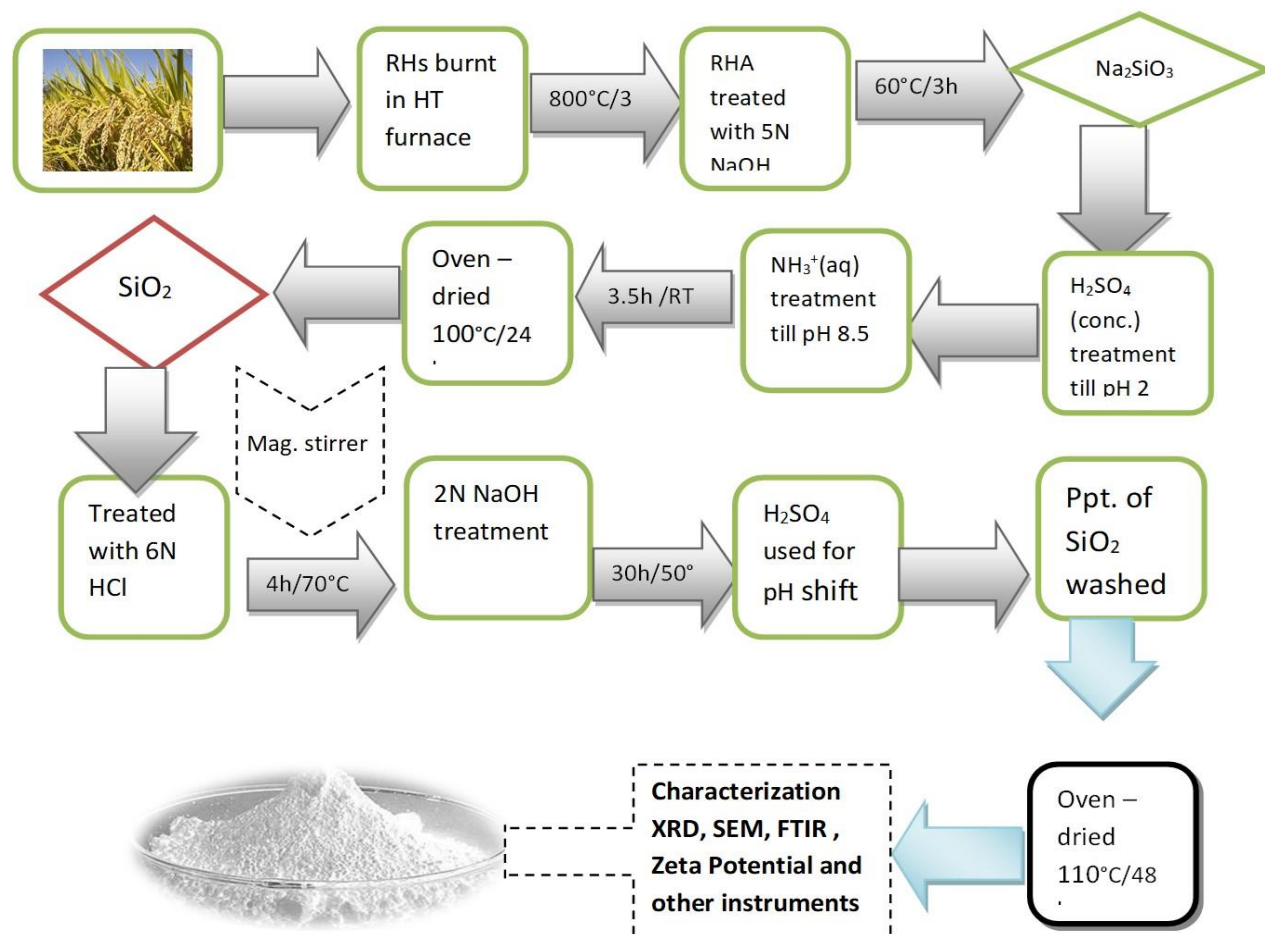 RHs burnt
in HT
furnace
800°C/3
RHA
treated
with 5N
NaOH
60°C/3h
Na₂SiO₃
H₂SO₄
(conc.)
treatment
till pH 2
NH₃⁺(aq)
treatment
till pH 8.5
3.5h /RT
Oven –
dried
100°C/24
SiO₂
Mag. stirrer
Treated
with 6N
HCl
4h/70°C
2N NaOH
treatment
30h/50°
H₂SO₄
used for
pH shift
Ppt. of
SiO₂
washed
Oven –
dried
110°C/48
Characterization
XRD, SEM, FTIR ,
Zeta Potential and
other instruments